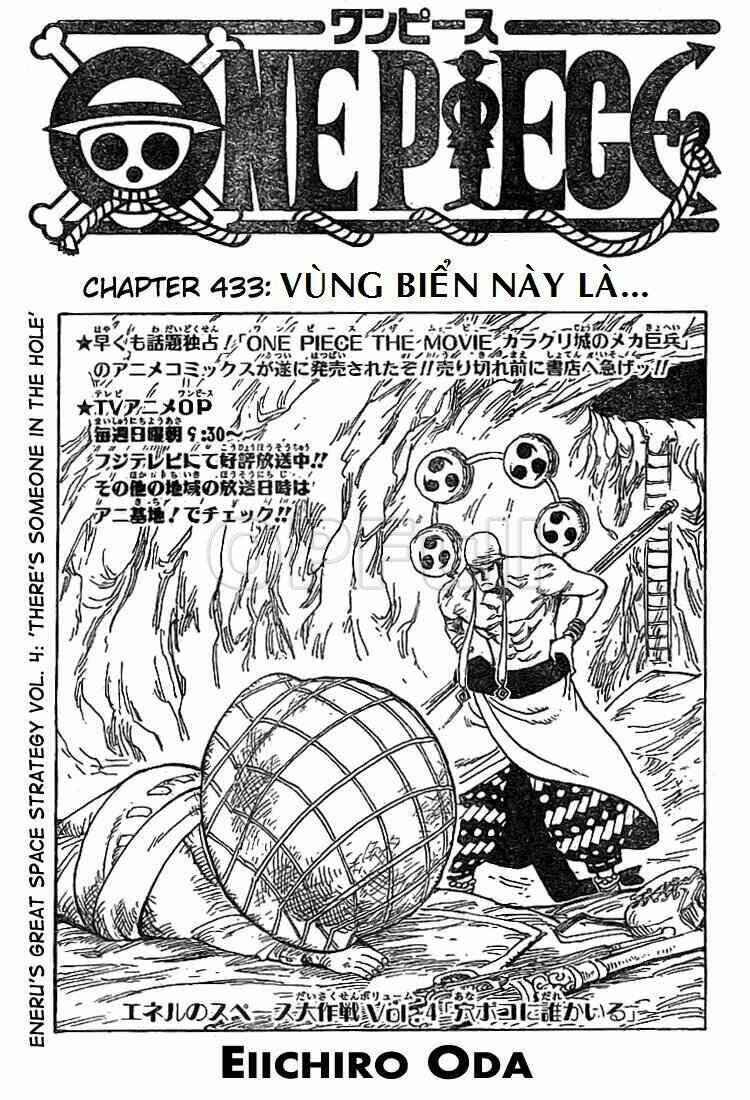 ワンピース
ONE PIECE
CHAPTER 433: VÙNG BIỂN NÀY LÀ...
★早くも話題独占！「ONE PIECE THE MOVIE カラクリ城のメカ巨兵」
のアニメコミックスが遂に発売されたぞ!!売り切れ前に書店へ急げッ!!
★TVアニメOP
毎週日曜朝9:30〜
フジテレビにて好評放送中!!
その他の地域の放送日時は
アニ基地！でチェック!!
ENERU'S GREAT SPACE STRATEGY VOL. 4: 'THERE'S SOMEONE IN THE HOLE'
エネルのスペース大作戦 Vol.4「穴ボコに誰かいる」
EIICHIRO ODA